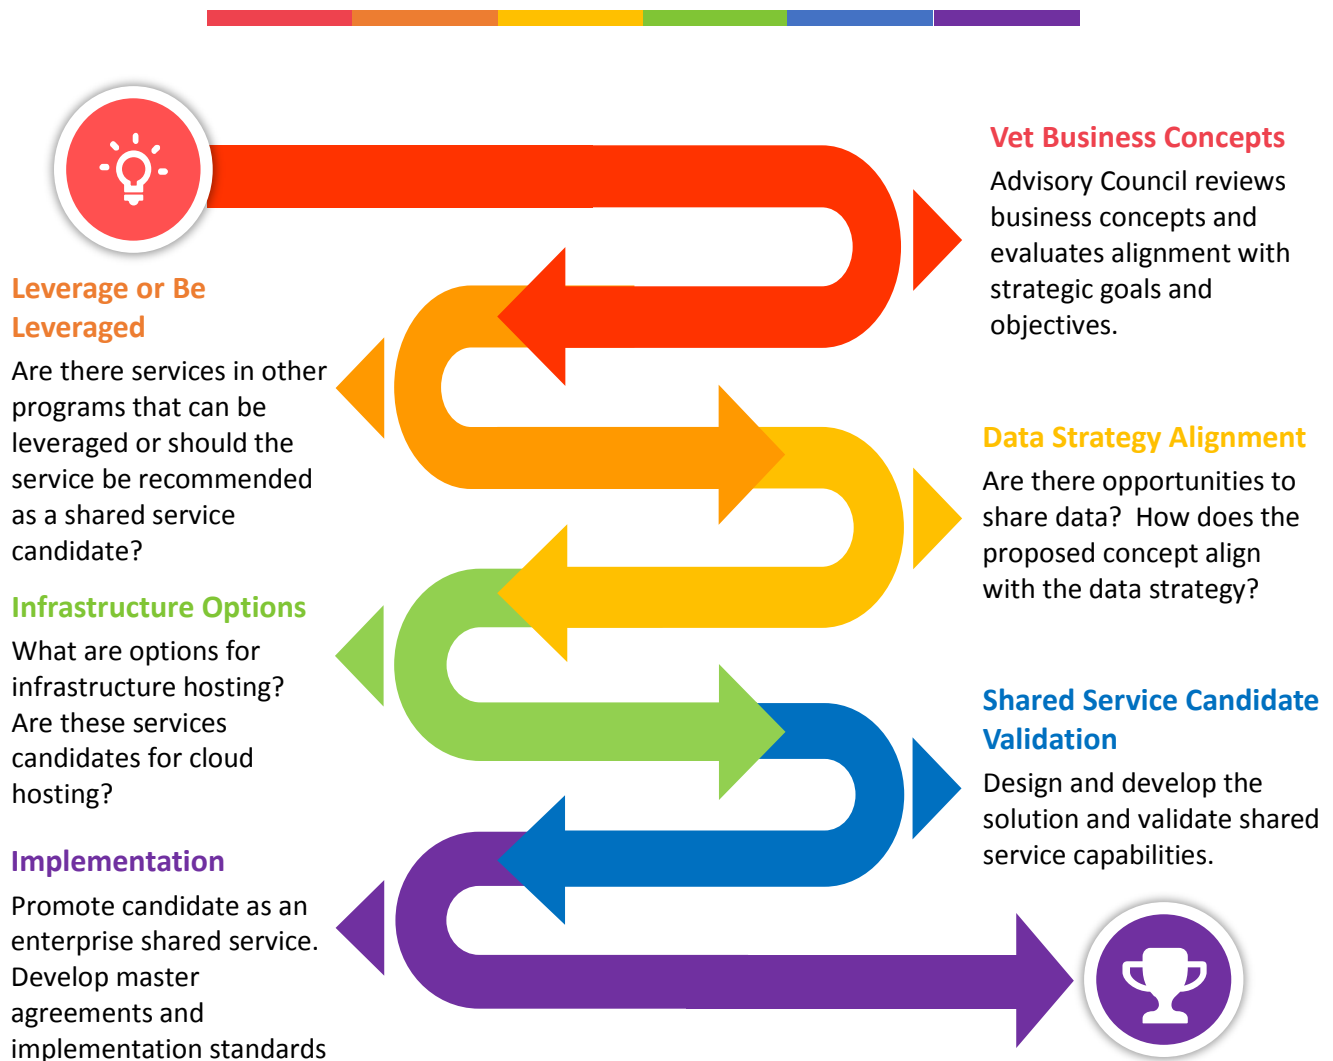 Vet Business Concepts
Advisory Council reviews
business concepts and
evaluates alignment with
strategic goals and
objectives.
Leverage or Be
Leveraged
Are there services in other
programs that can be
leveraged or should the
service be recommended
as a shared service
candidate?
Data Strategy Alignment
Are there opportunities to
share data?  How does the
proposed concept align
with the data strategy?
Infrastructure Options
What are options for
infrastructure hosting?
Are these services
candidates for cloud
hosting?
Shared Service Candidate
Validation
Design and develop the
solution and validate shared
service capabilities.
Implementation
Promote candidate as an
enterprise shared service.
Develop master
agreements and
implementation standards